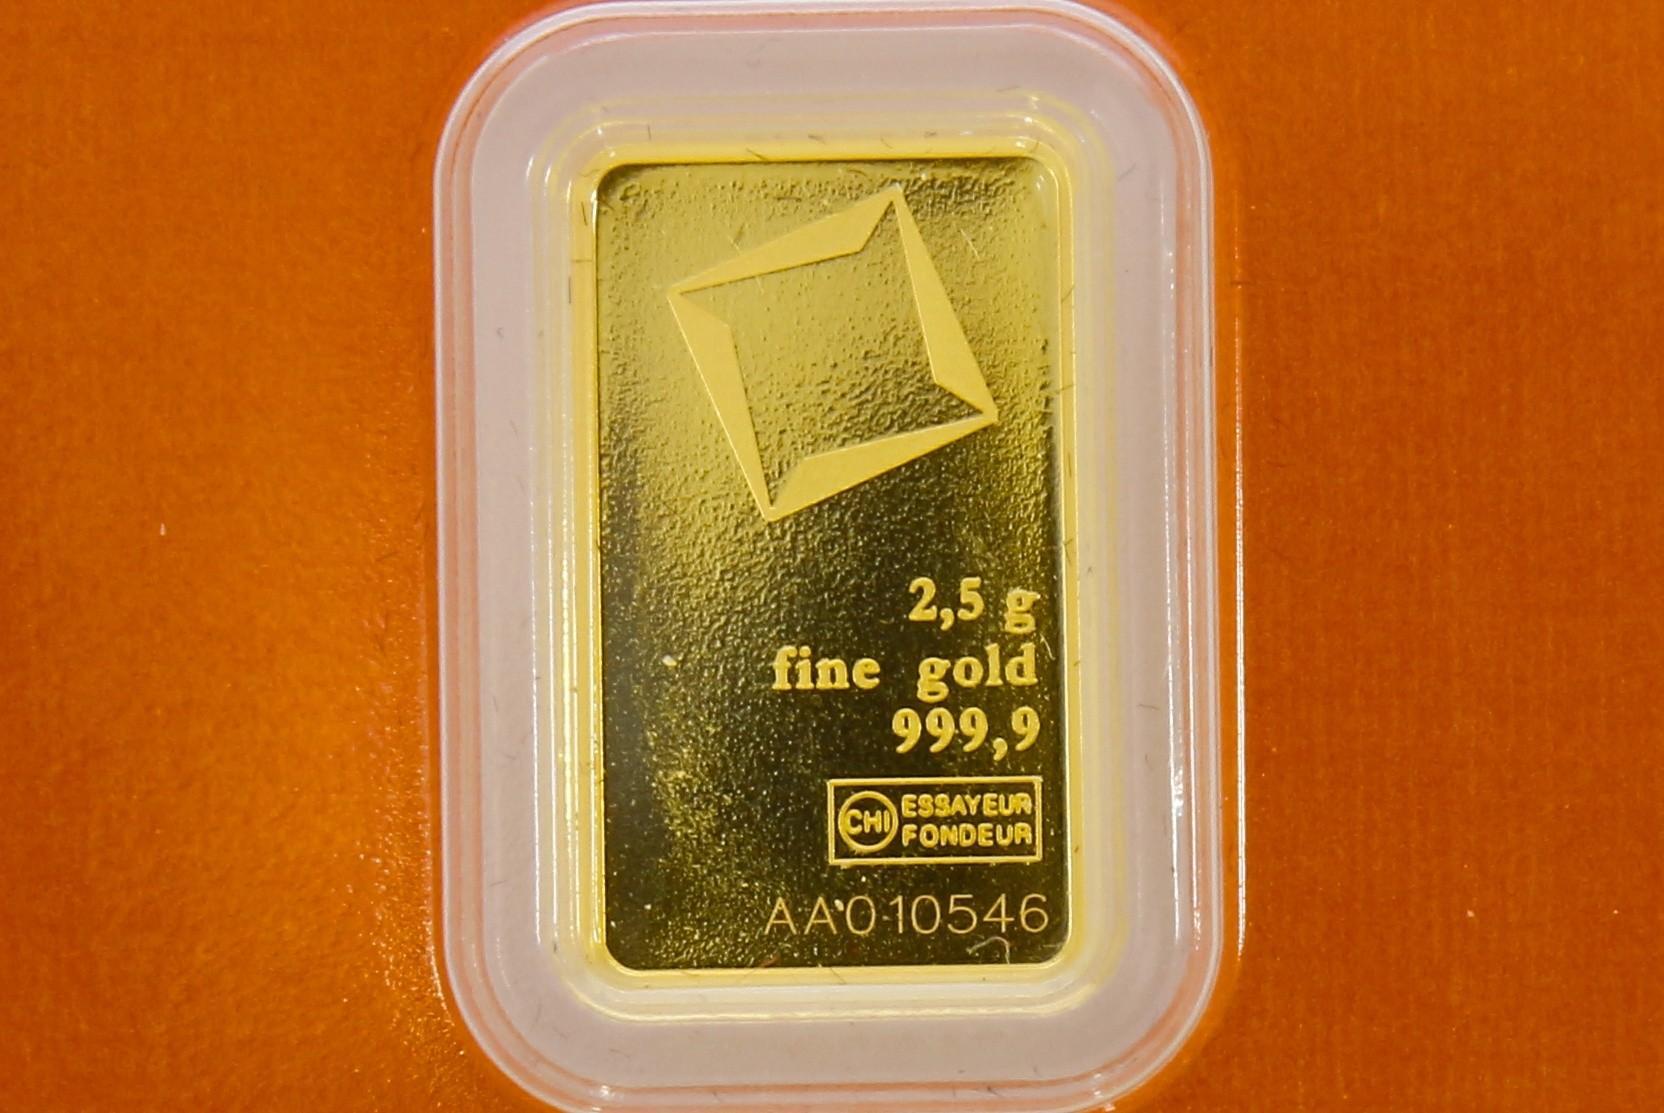 2,5 g
fine gold
999,9
CHI ESSAYEUR
FONDEUR
AA010546